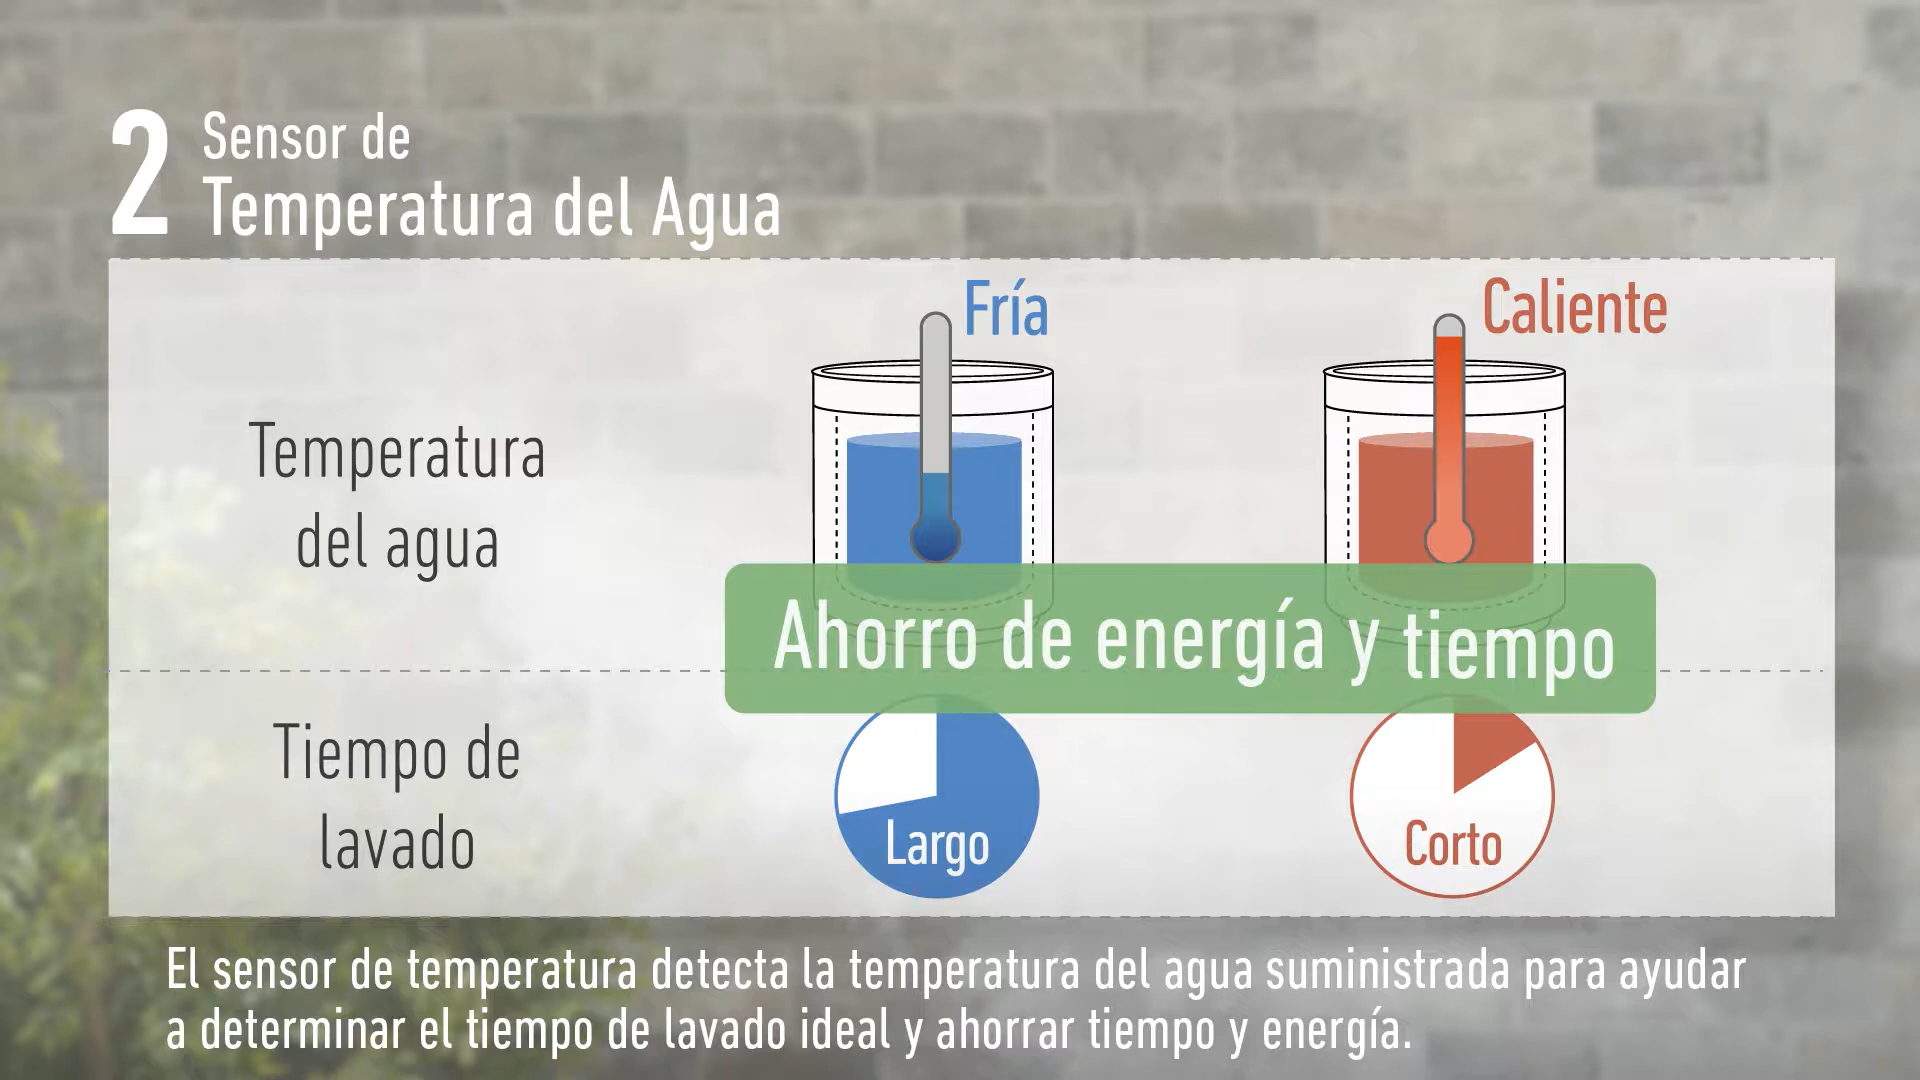 2
Sensor de
Temperatura del Agua
Fría
Caliente
Temperatura
del agua
Ahorro de energía y tiempo
Tiempo de
lavado
Largo
Corto
El sensor de temperatura detecta la temperatura del agua suministrada para ayudar
a determinar el tiempo de lavado ideal y ahorrar tiempo y energía.